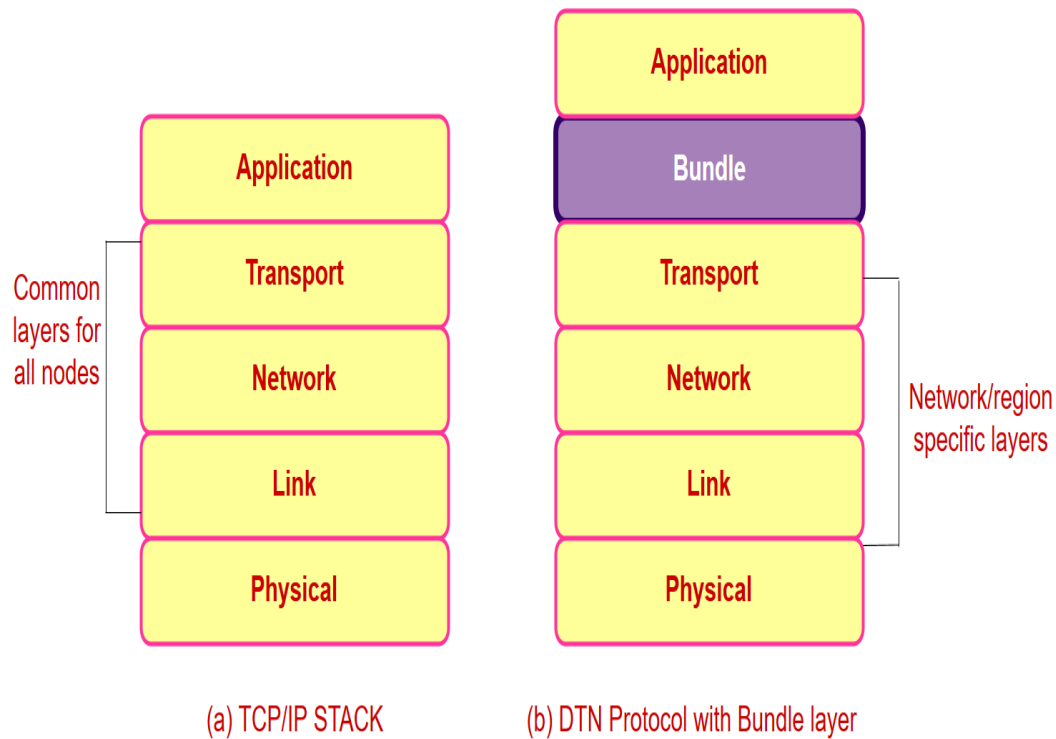 Application
Transport
Network
Link
Physical
Common
layers for
all nodes
(a) TCP/IP STACK
Application
Bundle
Transport
Network
Link
Physical
Network/region
specific layers
(b) DTN Protocol with Bundle layer